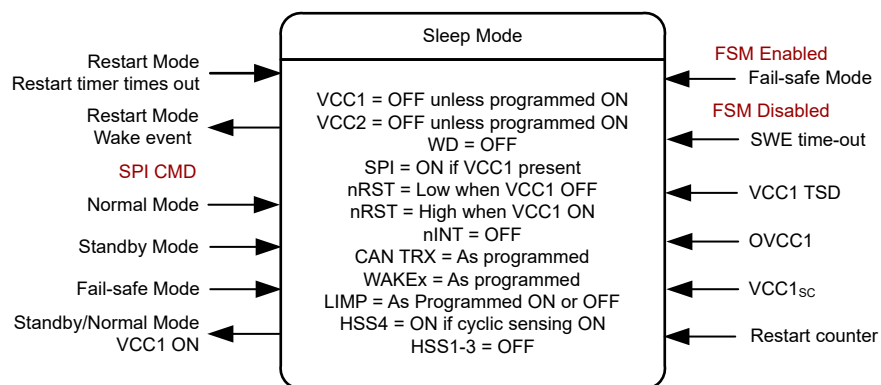 Sleep Mode
Restart Mode
Restart timer times out
Restart Mode
Wake event
SPI CMD
Normal Mode
Standby Mode
Fail-safe Mode
Standby/Normal Mode
VCC1 ON
VCC1 = OFF unless programmed ON
VCC2 = OFF unless programmed ON
WD = OFF
SPI = ON if VCC1 present
nRST = Low when VCC1 OFF
nRST = High when VCC1 ON
nINT = OFF
CAN TRX = As programmed
WAKEx = As programmed
LIMP = As Programmed ON or OFF
HSS4 = ON if cyclic sensing ON
HSS1-3 = OFF
FSM Enabled
Fail-safe Mode
FSM Disabled
SWE time-out
VCC1 TSD
OVCC1
VCC1SC
Restart counter